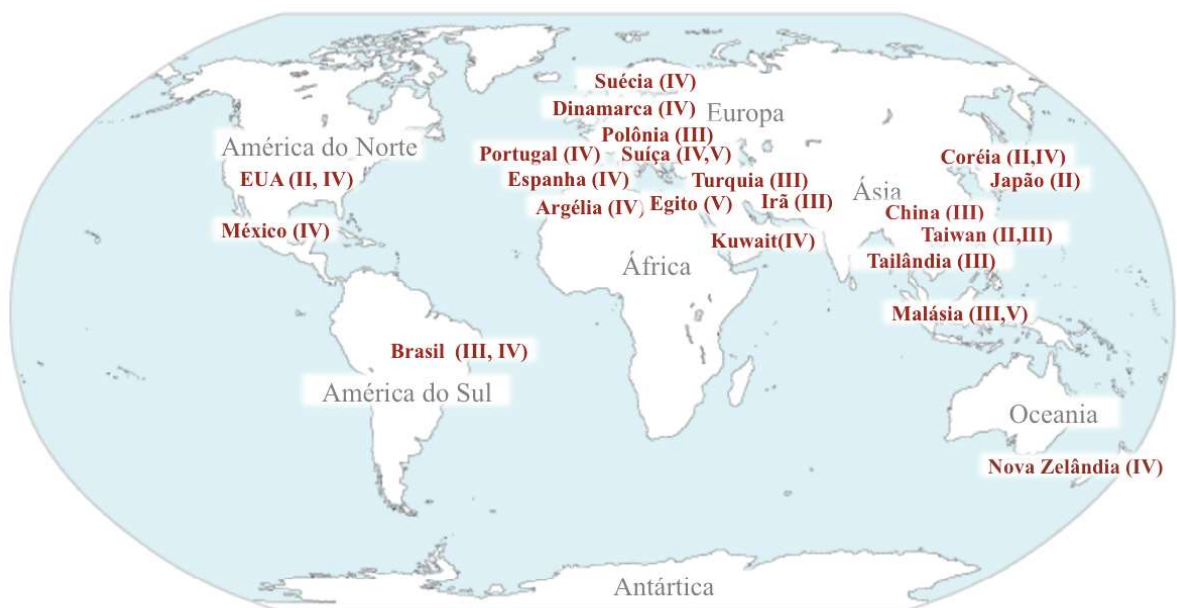 Suécia (IV)
Dinamarca (IV)
Europa
Polônia (III)
América do Norte
Portugal (IV)
Suíça (IV,V)
Coréia (II,IV)
EUA (II, IV)
Espanha (IV)
Turquia (III)
Ásia
Japão (II)
Argélia (IV)
Egito (V)
Irã (III)
China (III)
México (IV)
Kuwait(IV)
Taiwan (II,III)
África
Tailândia (III)
Malásia (III,V)
Brasil (III, IV)
América do Sul
Oceania
Nova Zelândia (IV)
Antártica